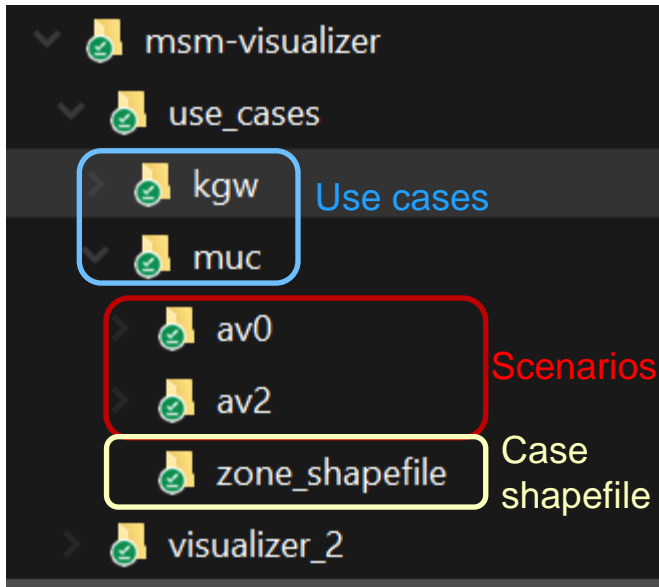 msm-visualizer
use_cases
kgw
Use cases
muc
av0
Scenarios
av2
Case
zone_shapefile
shapefile
visualizer_2